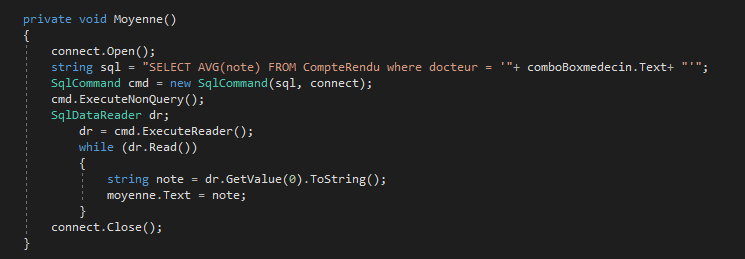 private void Moyenne()
{
connect.Open();
string sql = "SELECT AVG(note) FROM CompteRendu where docteur = '"+ comboBoxmedecin.Text+ "'";
SqlCommand cmd = new SqlCommand(sql, connect);
cmd.ExecuteNonQuery();
SqlDataReader dr;
dr = cmd.ExecuteReader();
while (dr.Read())
{
string note = dr.GetValue(0).ToString();
moyenne.Text = note;
}
connect.Close();
}